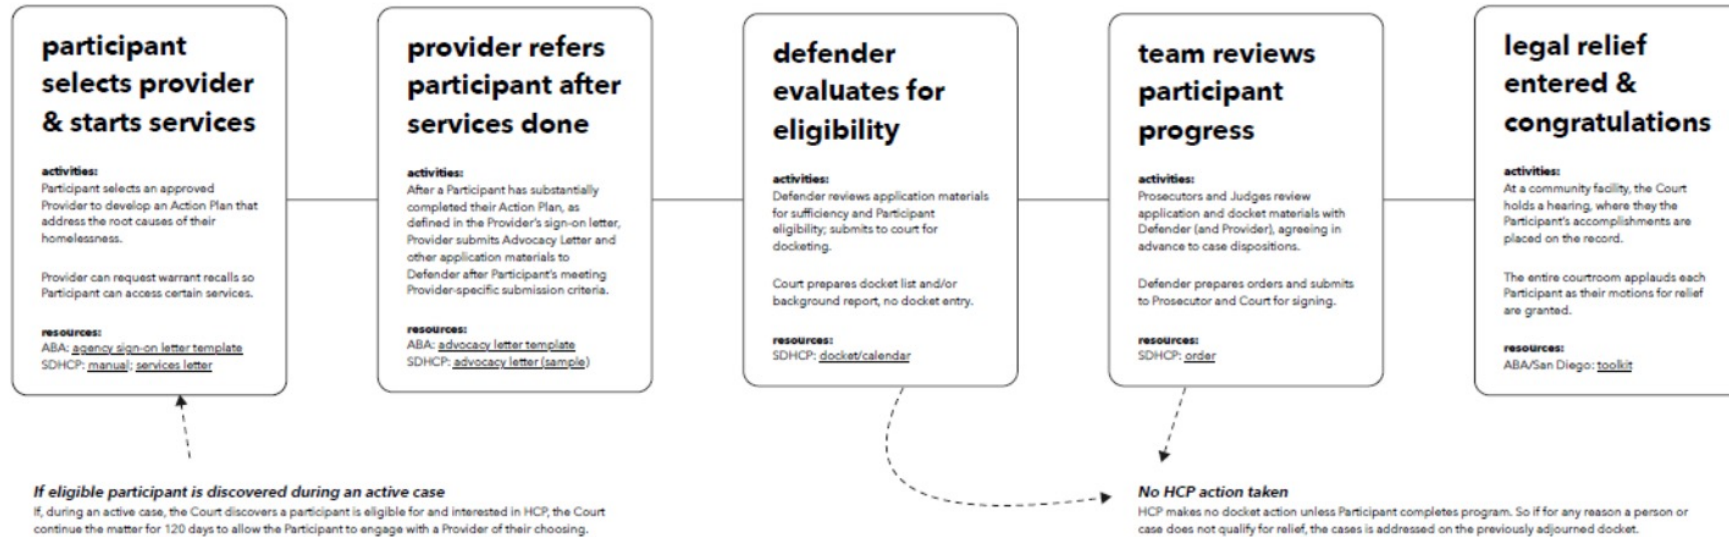 participant
selects provider
& starts services
activities:
Participant selects an approved
Provider to develop an Action Plan that
address the root causes of their
homelessness.
Provider can request warrant recalls so
Participant can access certain services.
resources:
ABA: agency sign-on letter template
SDHCP: manual; services letter
provider refers
participant after
services done
activities:
After a Participant has substantially
completed their Action Plan, as
defined in the Provider's sign-on letter,
Provider submits Advocacy Letter and
other application materials to
Defender after Participant's meeting
Provider-specific submission criteria.
resources:
ABA: advocacy letter template
SDHCP: advocacy letter (sample)
defender
evaluates for
eligibility
activities:
Defender reviews application materials
for sufficiency and Participant
eligibility; submits to court for
docketing.
Court prepares docket list and/or
background report, no docket entry.
resources:
SDHCP: docket/calendar
team reviews
participant
progress
activities:
Prosecutors and Judges review
application and docket materials with
Defender (and Provider), agreeing in
advance to case dispositions.
Defender prepares orders and submits
to Prosecutor and Court for signing.
resources:
SDHCP: order
legal relief
entered &
congratulations
activities:
At a community facility, the Court
holds a hearing, where they the
Participant's accomplishments are
placed on the record.
The entire courtroom applauds each
Participant as their motions for relief
are granted.
resources:
ABA/San Diego: toolkit
If eligible participant is discovered during an active case
If, during an active case, the Court discovers a participant is eligible for and interested in HCP, the Court
continue the matter for 120 days to allow the Participant to engage with a Provider of their choosing.
No HCP action taken
HCP makes no docket action unless Participant completes program. So if for any reason a person or
case does not qualify for relief, the cases is addressed on the previously adjourned docket.